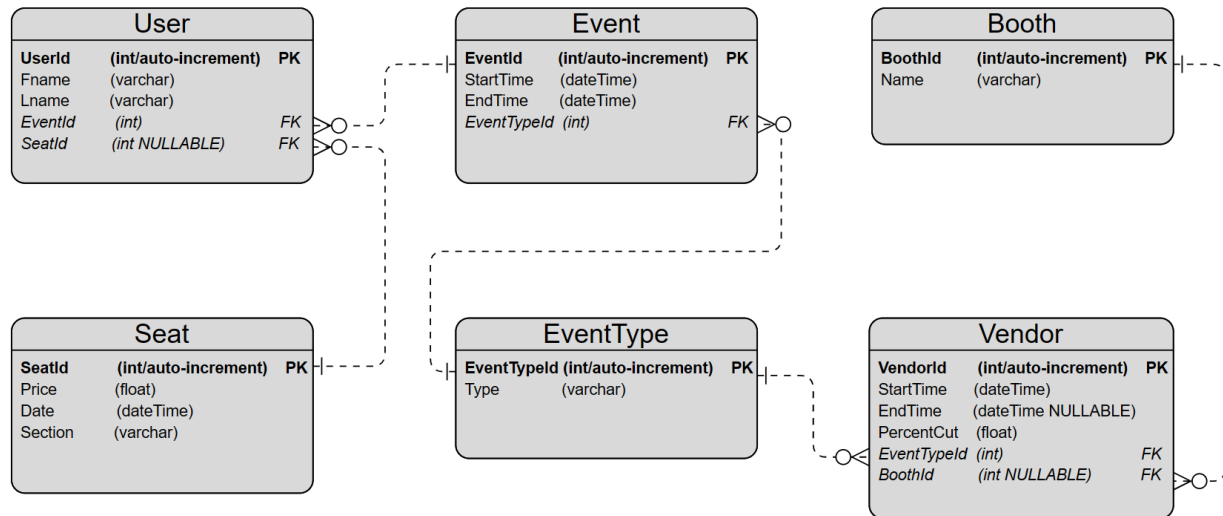 User
UserId (int/auto-increment) PK
Fname (varchar)
Lname (varchar)
EventId (int) FK
SeatId (int NULLABLE) FK
Event
EventId (int/auto-increment) PK
StartTime (dateTime)
EndTime (dateTime)
EventTypeId (int) FK
Booth
BoothId (int/auto-increment) PK
Name (varchar)
Seat
SeatId (int/auto-increment) PK
Price (float)
Date (dateTime)
Section (varchar)
EventType
EventTypeId (int/auto-increment) PK
Type (varchar)
Vendor
VendorId (int/auto-increment) PK
StartTime (dateTime)
EndTime (dateTime NULLABLE)
PercentCut (float)
EventTypeId (int) FK
BoothId (int NULLABLE) FK